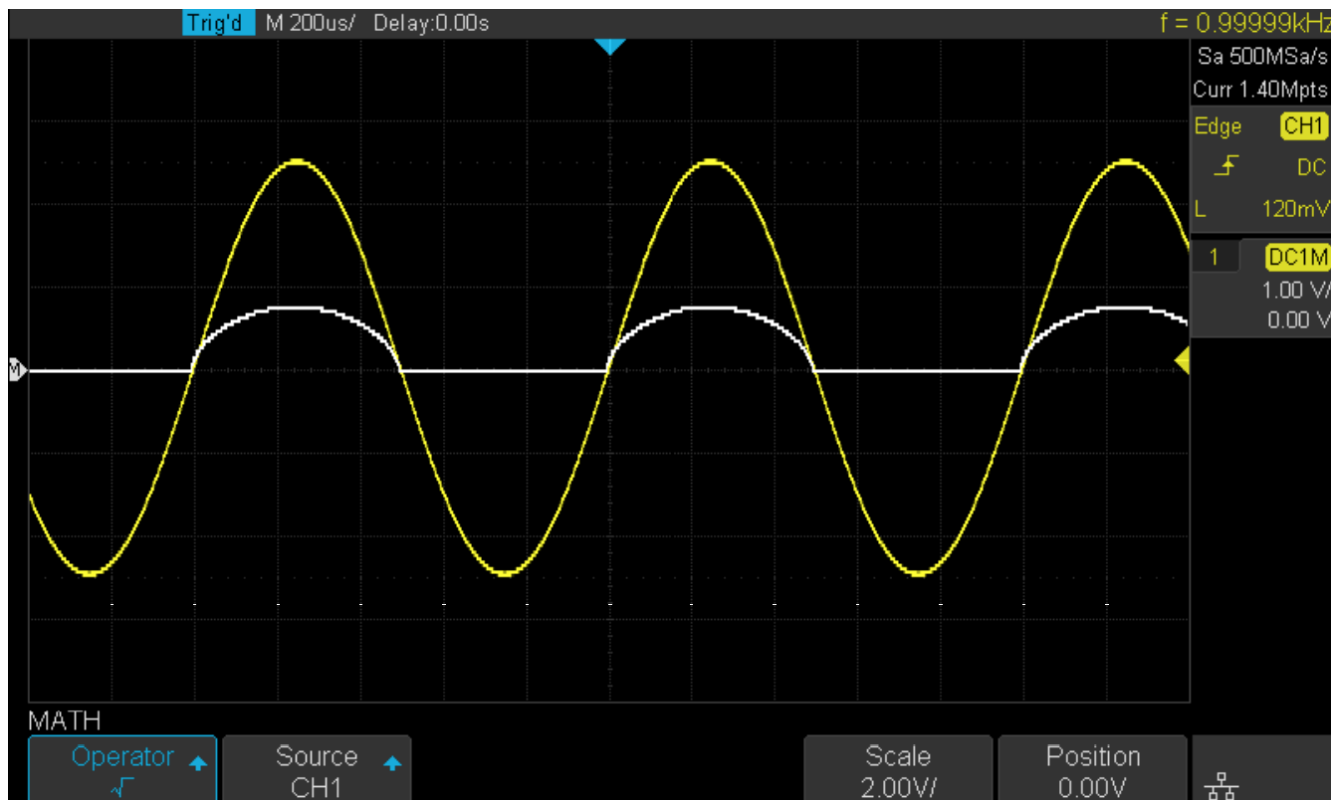 Trig'd M 200us/ Delay:0.00s f = 0.99999kHz
Sa 500MSa/s
Curr 1.40Mpts
Edge CH1
DC
L 120mV
1 DC1M
1.00 V/
0.00 V
M
MATH
Operator Source Scale Position
√ CH1 2.00V/ 0.00V